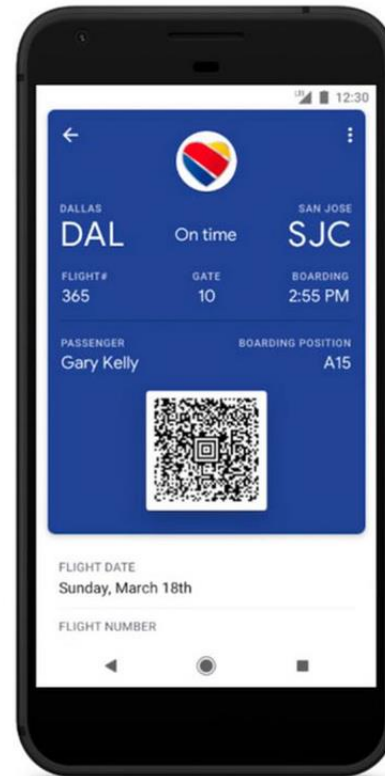 LTE 12:30
DALLAS SAN JOSE
DAL On time SJC
FLIGHT# GATE BOARDING
365 10 2:55 PM
PASSENGER BOARDING POSITION
Gary Kelly A15
FLIGHT DATE
Sunday, March 18th
FLIGHT NUMBER